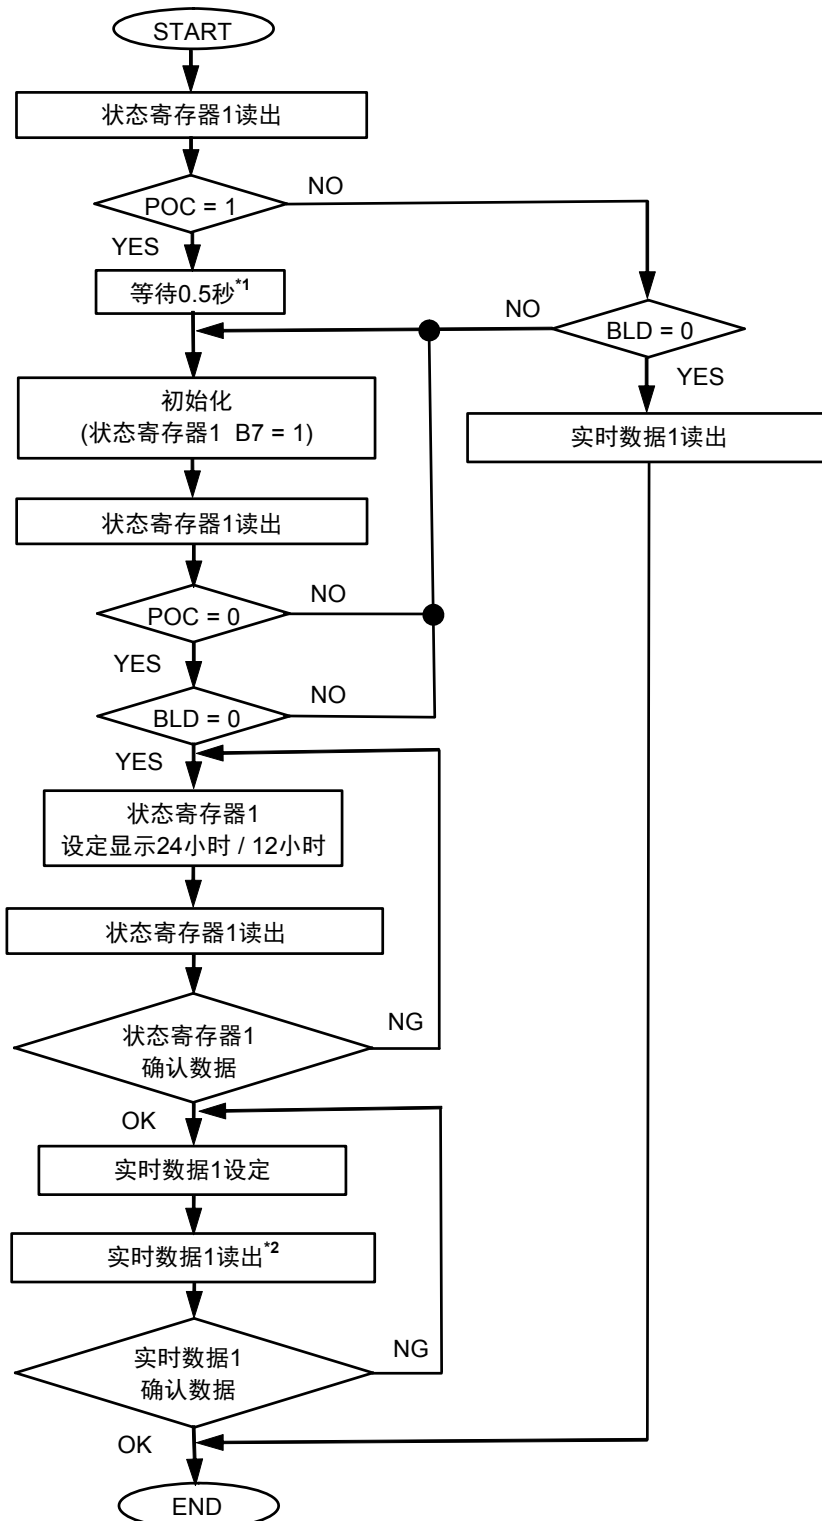 START
状态寄存器1读出
POC = 1
NO
YES
等待0.5秒*1
NO
BLD = 0
YES
初始化
(状态寄存器1 B7 = 1)
实时数据1读出
状态寄存器1读出
POC = 0
NO
YES
BLD = 0
NO
YES
状态寄存器1
设定显示24小时 / 12小时
状态寄存器1读出
状态寄存器1
确认数据
NG
OK
实时数据1设定
实时数据1读出*2
实时数据1
确认数据
NG
OK
END